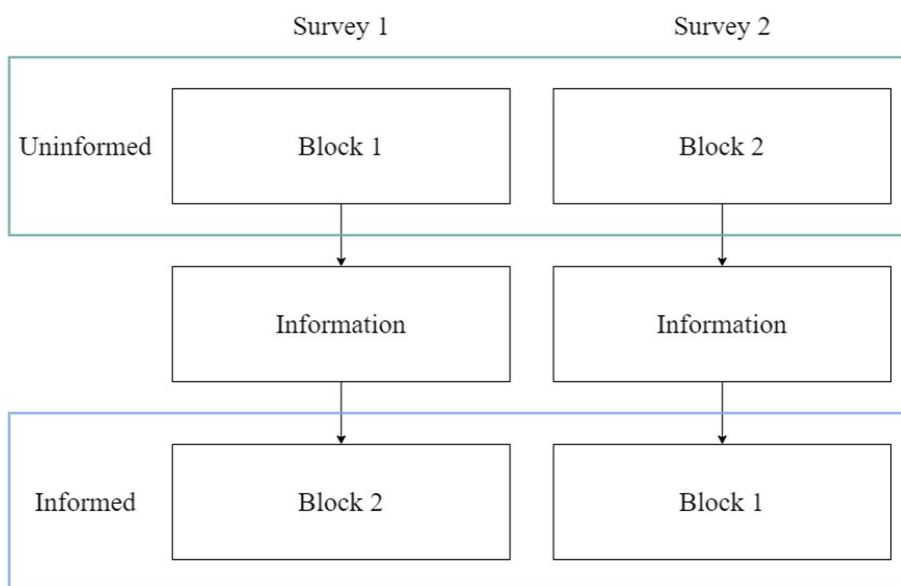 Survey 1
Survey 2
Uninformed
Block 1
Block 2
Information
Information
Informed
Block 2
Block 1